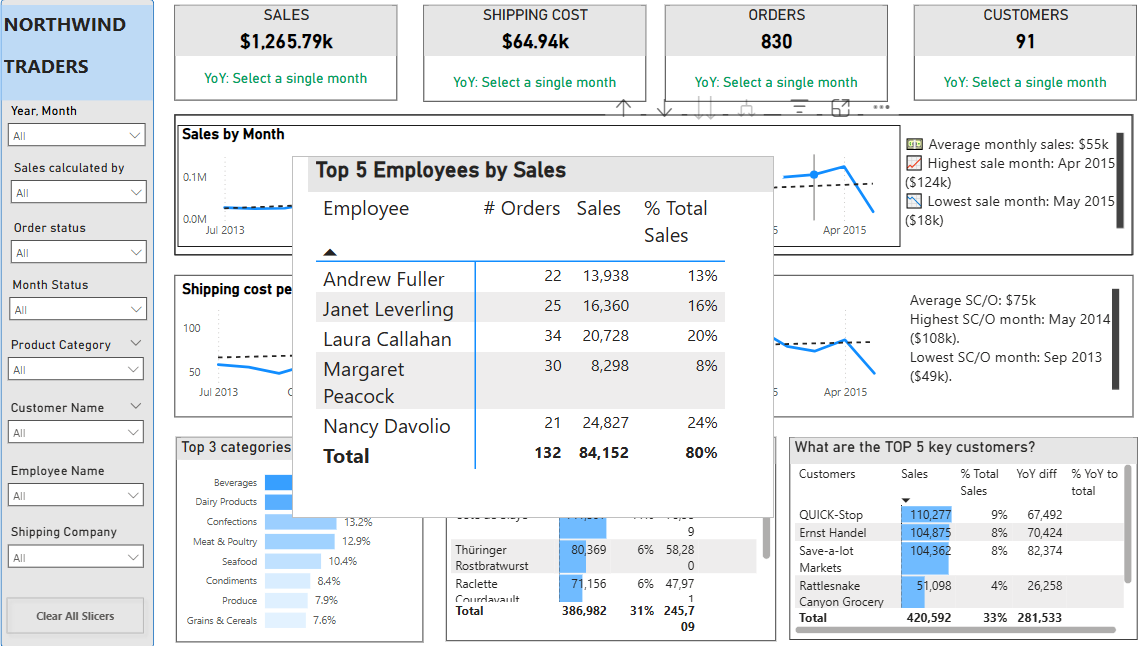 NORTHWIND
TRADERS
Year, Month
All
Sales calculated by
All
Order status
All
Month Status
All
Product Category
All
Customer Name
All
Employee Name
All
Shipping Company
All
Clear All Slicers
SALES
$1,265.79k
YoY: Select a single month
SHIPPING COST
$64.94k
YoY: Select a single month
ORDERS
830
YoY: Select a single month
CUSTOMERS
91
YoY: Select a single month
Sales by Month
0.1M
0.0M
Jul 2013
5
Apr 2015
Average monthly sales: $55k
Highest sale month: Apr 2015
($124k)
Lowest sale month: May 2015
($18k)
Top 5 Employees by Sales
Employee # Orders Sales % Total
Sales
Andrew Fuller 22 13,938 13%
Janet Leverling 25 16,360 16%
Laura Callahan 34 20,728 20%
Margaret 30 8,298 8%
Peacock
Nancy Davolio 21 24,827 24%
Total 132 84,152 80%
Shipping cost pe
100
50
Jul 2013
5
Apr 2015
Average SC/O: $75k
Highest SC/O month: May 2014
($108k).
Lowest SC/O month: Sep 2013
($49k).
Top 3 categories
Beverages
Dairy Products
Confections 13.2%
Meat & Poultry 12.9%
Seafood 10.4%
Condiments 8.4%
Produce 7.9%
Grains & Cereals 7.6%
9
Thüringer 80,369 6% 58,28
Rostbratwurst 0
Raclette 71,156 6% 47,97
Courdavault 1
Total 386,982 31% 245,7
09
What are the TOP 5 key customers?
Customers Sales % Total YoY diff % YoY to
Sales total
QUICK-Stop 110,277 9% 67,492
Ernst Handel 104,875 8% 70,424
Save-a-lot 104,362 8% 82,374
Markets
Rattlesnake 51,098 4% 26,258
Canyon Grocery
Total 420,592 33% 281,533